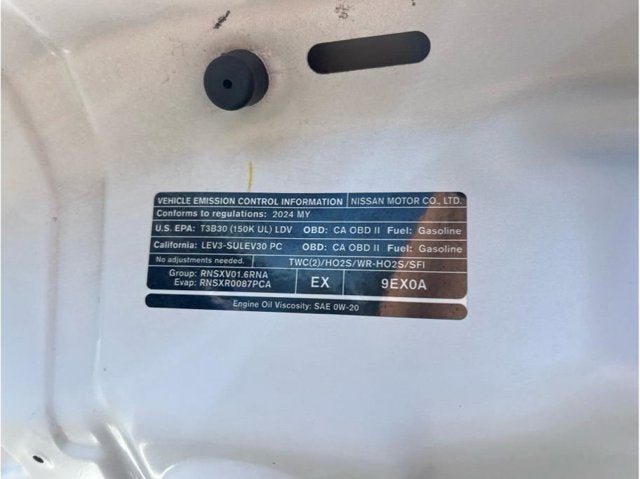 VEHICLE EMISSION CONTROL INFORMATION NISSAN MOTOR CO., LTD.
Conforms to regulations: 2024 MY
U.S. EPA: T3B30 (150K UL) LDV OBD: CA OBD II Fuel: Gasoline
California: LEV3-SULEV30 PC OBD: CA OBD II Fuel: Gasoline
No adjustments needed. TWC(2)/HO2S/WR-HO2S/SFI
Group: RNSXV01.6RNA
Evap: RNSXR0087PCA
EX 9EX0A
Engine Oil Viscosity: SAE 0W-20